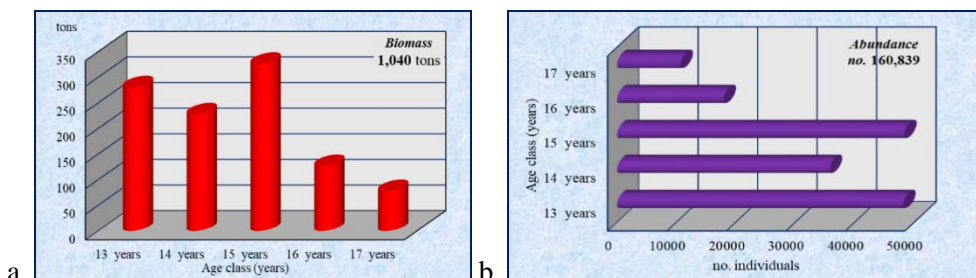 tons
Biomass
1,040 tons
350
300
250
200
150
100
50
0
13 years 14 years 15 years 16 years 17 years
Age class (years)
a
Abundance
no. 160,839
Age class (years)
17 years
16 years
15 years
14 years
13 years
0 10000 20000 30000 40000 50000
no. individuals
b